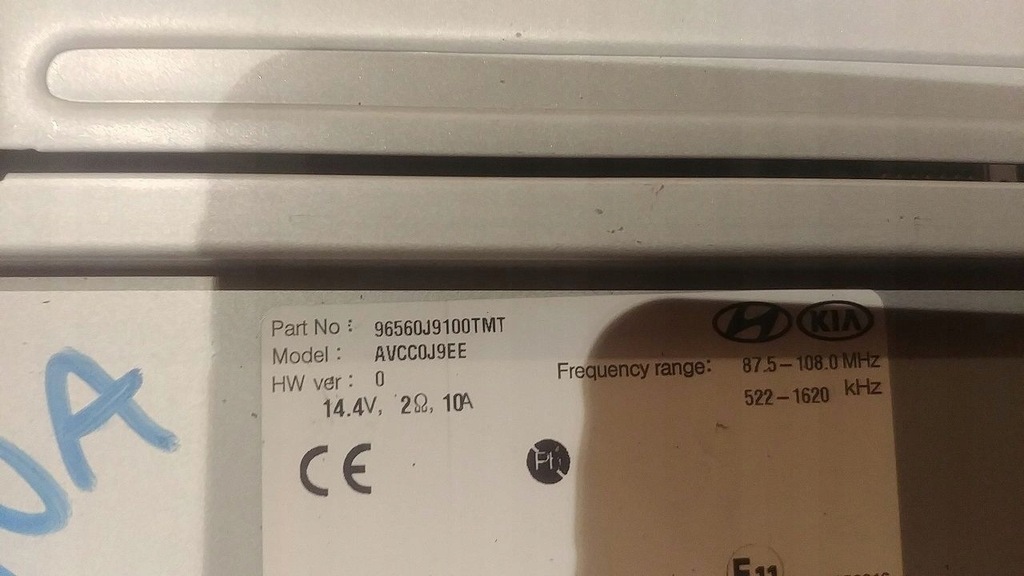 Part No : 96560J9100TMT
Model : AVCC0J9EE
HW ver : 0
14.4V, 2Ω, 10A
KIA
Frequency range: 87.5-108.0 MHz
522-1620 kHz
CE
E11